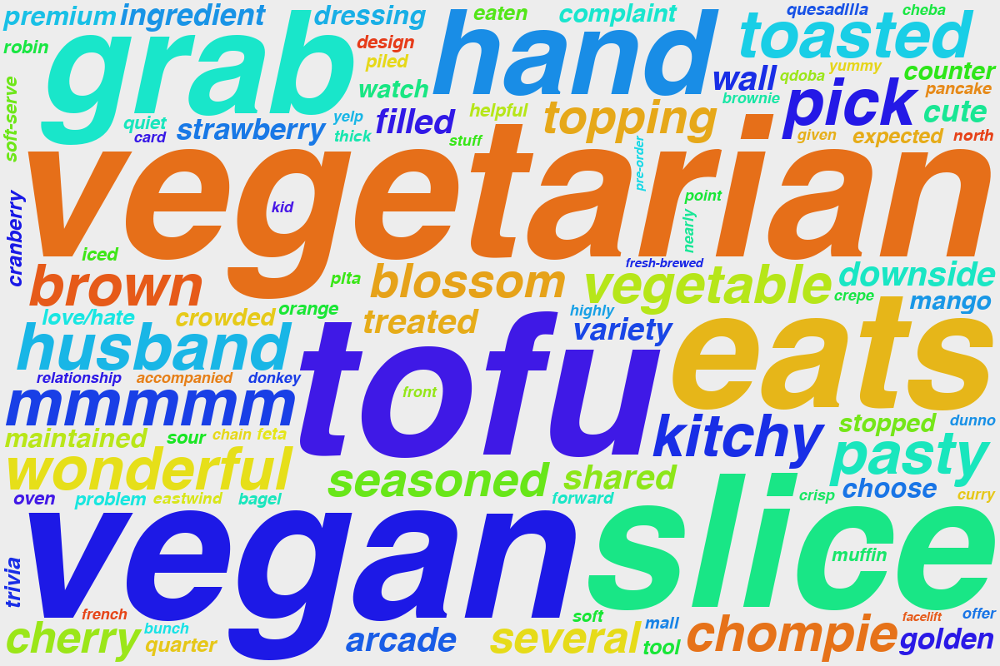 premium
ingredient
dressing
eaten
complaint
quesadilla
cheba
robin
grab
design
hand
toasted
piled
yummy
watch
wall
qdoba
counter
soft-serve
brownie
pick
pancake
quiet
card
strawberry
yelp
thick
filled
helpful
stuff
topping
given
expected
cute
north
vegetarian
pre-order
cranberry
kid
point
nearly
iced
fresh-brewed
brown
pita
blossom
vegetable
downside
crepe
mango
love/hate
crowded
orange
treated
highly
variety
eats
husband
relationship
accompanied
donkey
tofu
front
mmmmm
kitchy
stopped
dunno
maintained
sour
chain
feta
pasty
wonderful
seasoned
shared
choose
oven
problem
eastwind
bagel
forward
crisp
curry
vegan
slice
muffin
trivia
french
cherry
bunch
quarter
arcade
several
soft
mall
tool
chompie
facelift
offer
golden